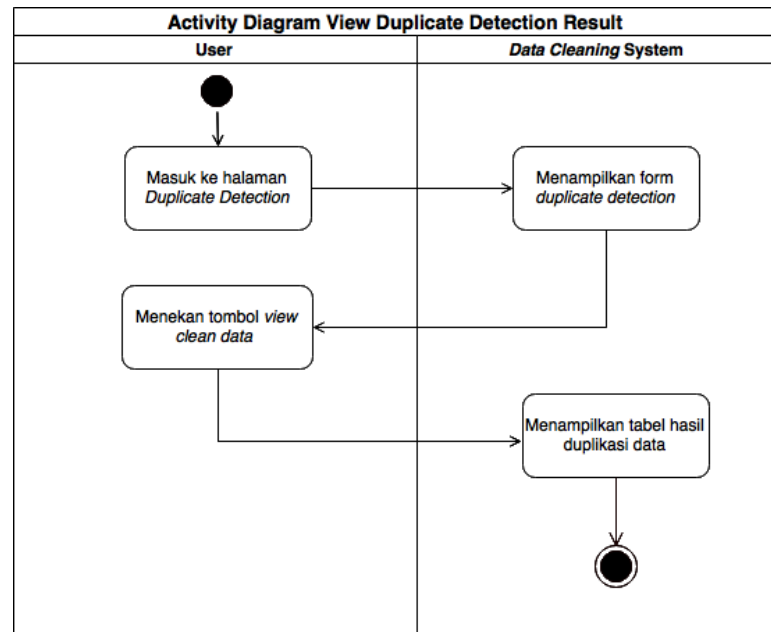 Activity Diagram View Duplicate Detection Result
User
Data Cleaning System
Masuk ke halaman
Duplicate Detection
Menampilkan form
duplicate detection
Menekan tombol view
clean data
Menampilkan tabel hasil
duplikasi data